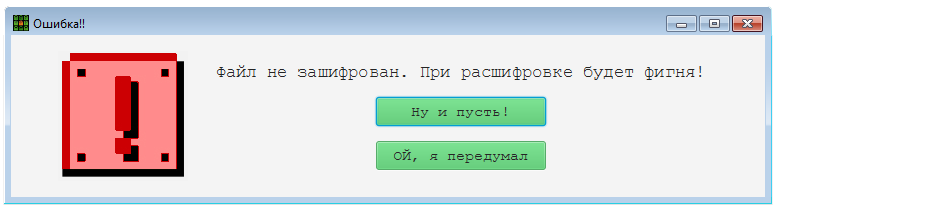 Ошибка!!
Файл не зашифрован. При расшифровке будет фигня!
Ну и пусть!
ОЙ, я передумал